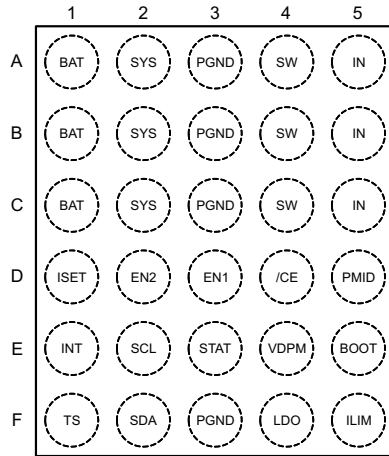 1 2 3 4 5
A BAT SYS PGND SW IN
B BAT SYS PGND SW IN
C BAT SYS PGND SW IN
D ISET EN2 EN1 /CE PMID
E INT SCL STAT VDPM BOOT
F TS SDA PGND LDO ILIM